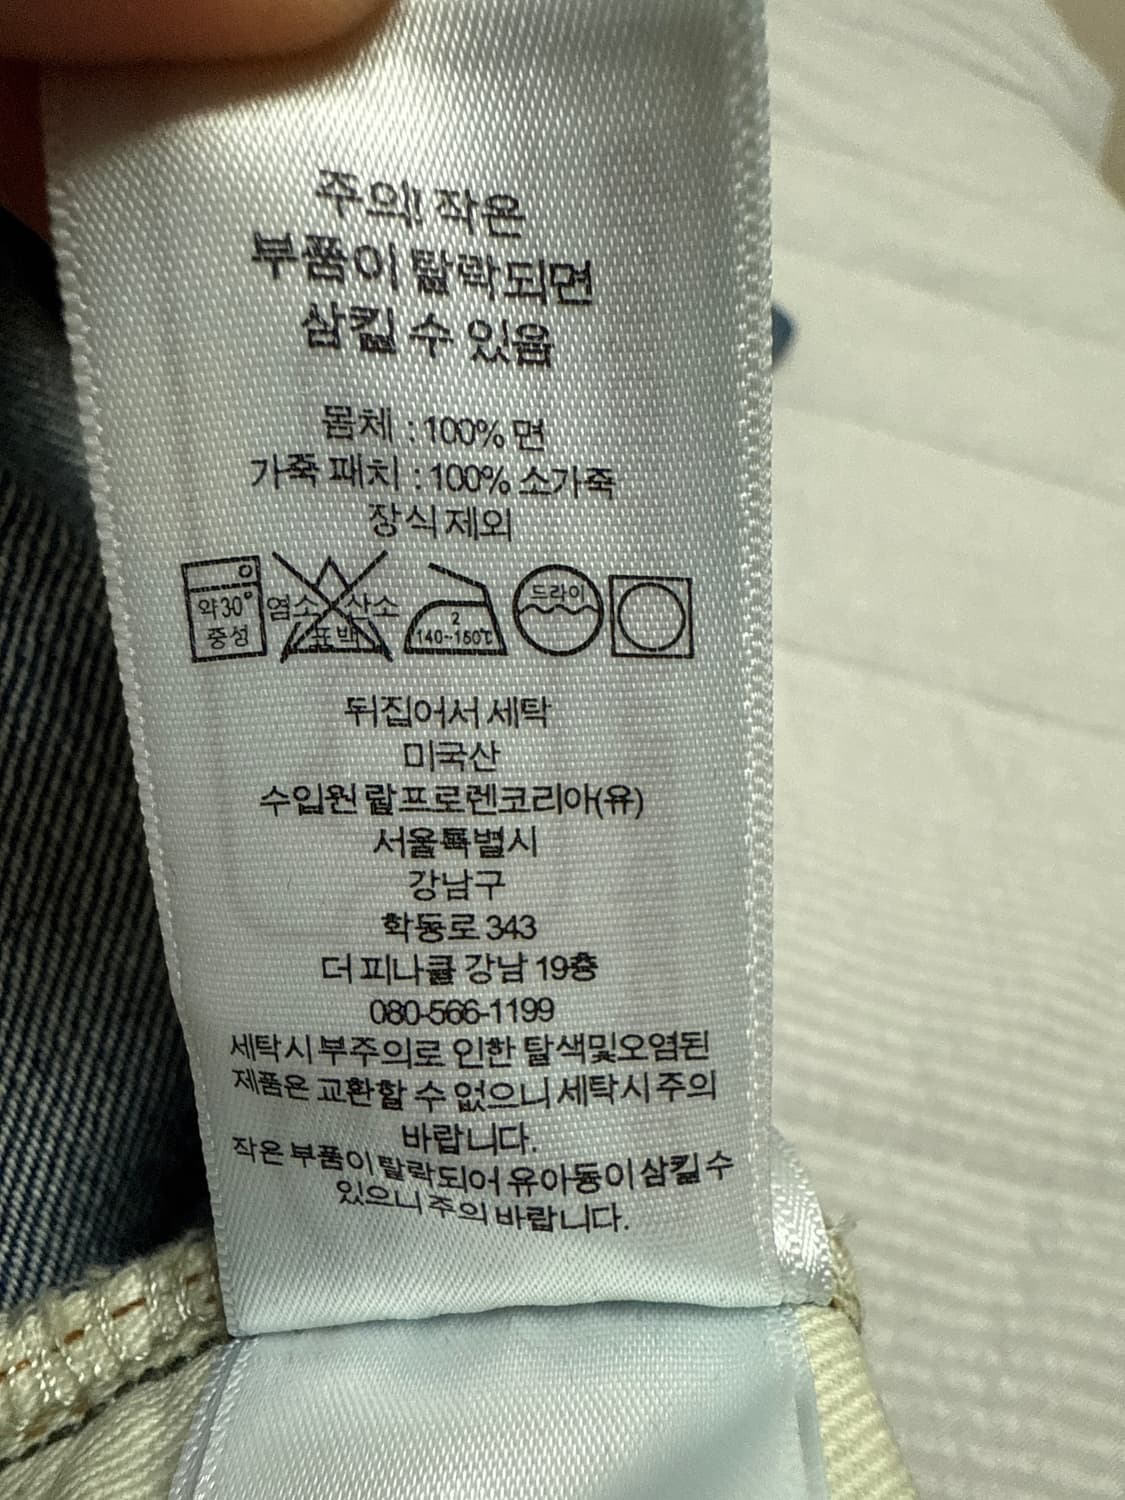 주의! 작은
부품이 탈락되면
삼킬 수 있음
몸체 : 100% 면
가죽 패치 : 100% 소가죽
장식 제외
약 30°
중성
염소 산소
표백
2
140~160℃
드라이
뒤집어서 세탁
미국산
수입원 랄프로렌코리아(유)
서울특별시
강남구
학동로 343
더 피나클 강남 19층
080-566-1199
세탁시 부주의로 인한 탈색및오염된
제품은 교환할 수 없으니 세탁시 주의
바랍니다.
작은 부품이 탈락되어 유아동이 삼킬 수
있으니 주의 바랍니다.